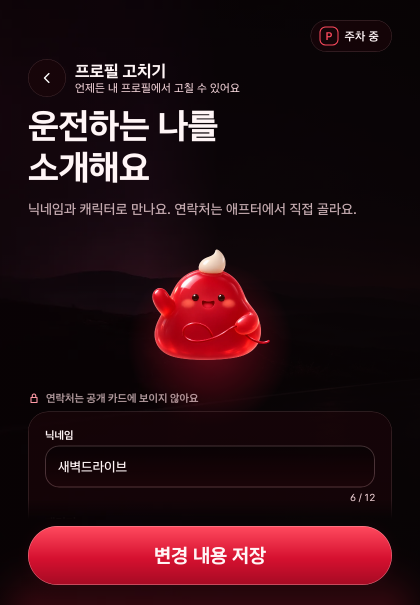 P 주차 중
프로필 고치기
언제든 내 프로필에서 고칠 수 있어요
운전하는 나를
소개해요
닉네임과 캐릭터로 만나요. 연락처는 애프터에서 직접 골라요.
연락처는 공개 카드에 보이지 않아요
닉네임
새벽드라이브
6 / 12
변경 내용 저장